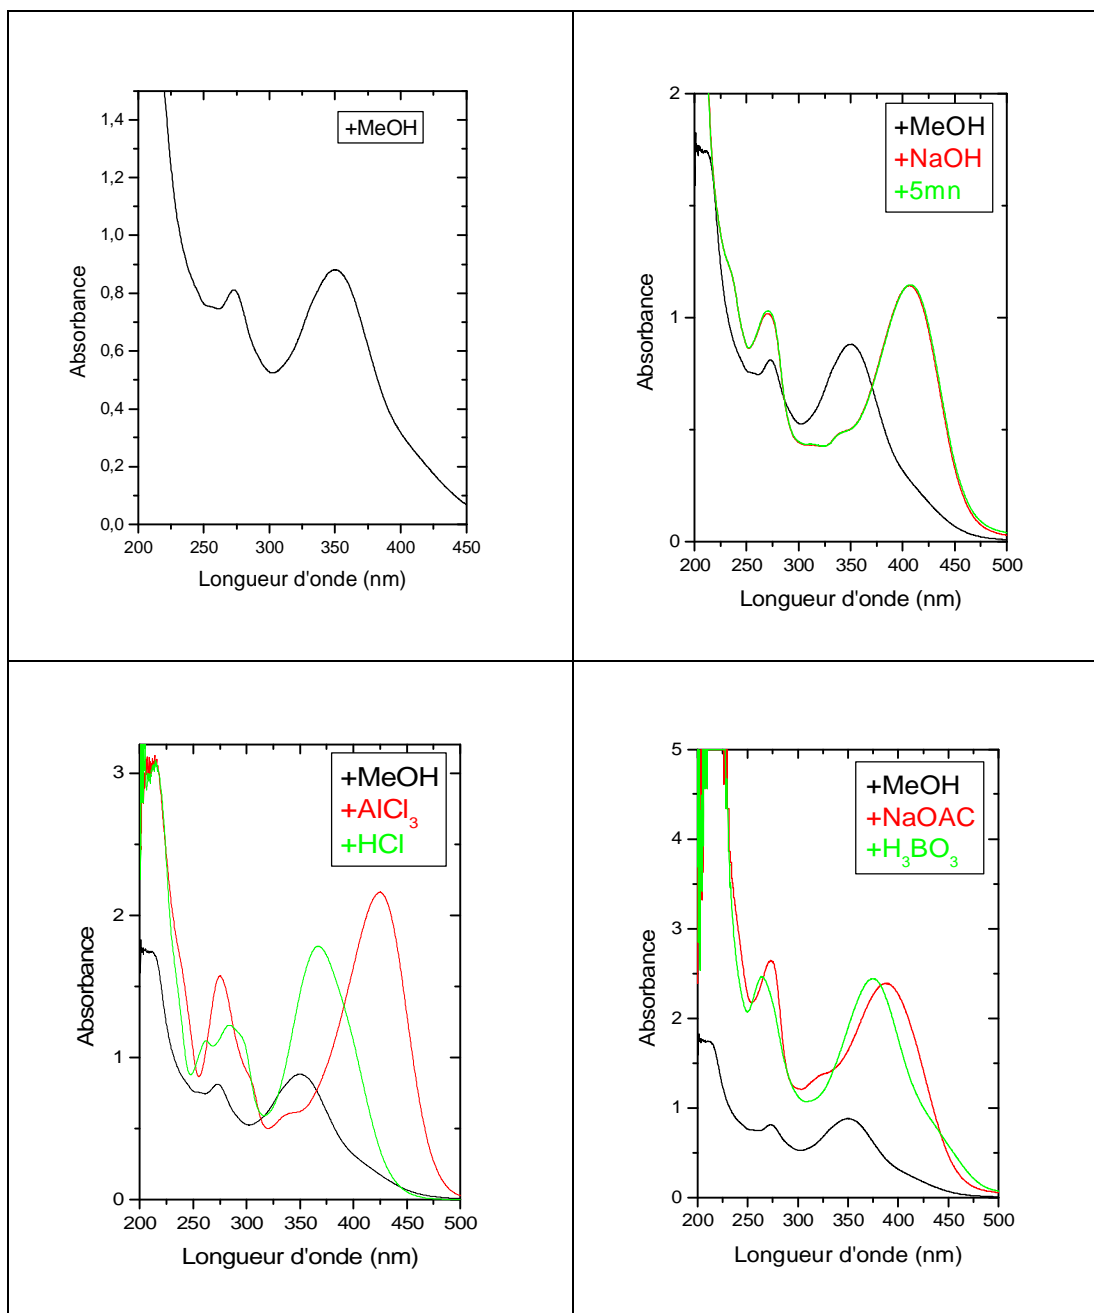 +MeOH
1,4
1,2
1,0
0,8
0,6
0,4
0,2
0,0
Absorbance
200 250 300 350 400 450
Longueur d'onde (nm)
+MeOH
+NaOH
+5mn
2
1
0
Absorbance
200 250 300 350 400 450 500
Longueur d'onde (nm)
+MeOH
+AlCl3
+HCl
3
2
1
0
Absorbance
200 250 300 350 400 450 500
Longueur d'onde (nm)
+MeOH
+NaOAC
+H3BO3
5
4
3
2
1
0
Absorbance
200 250 300 350 400 450 500
Longueur d'onde (nm)